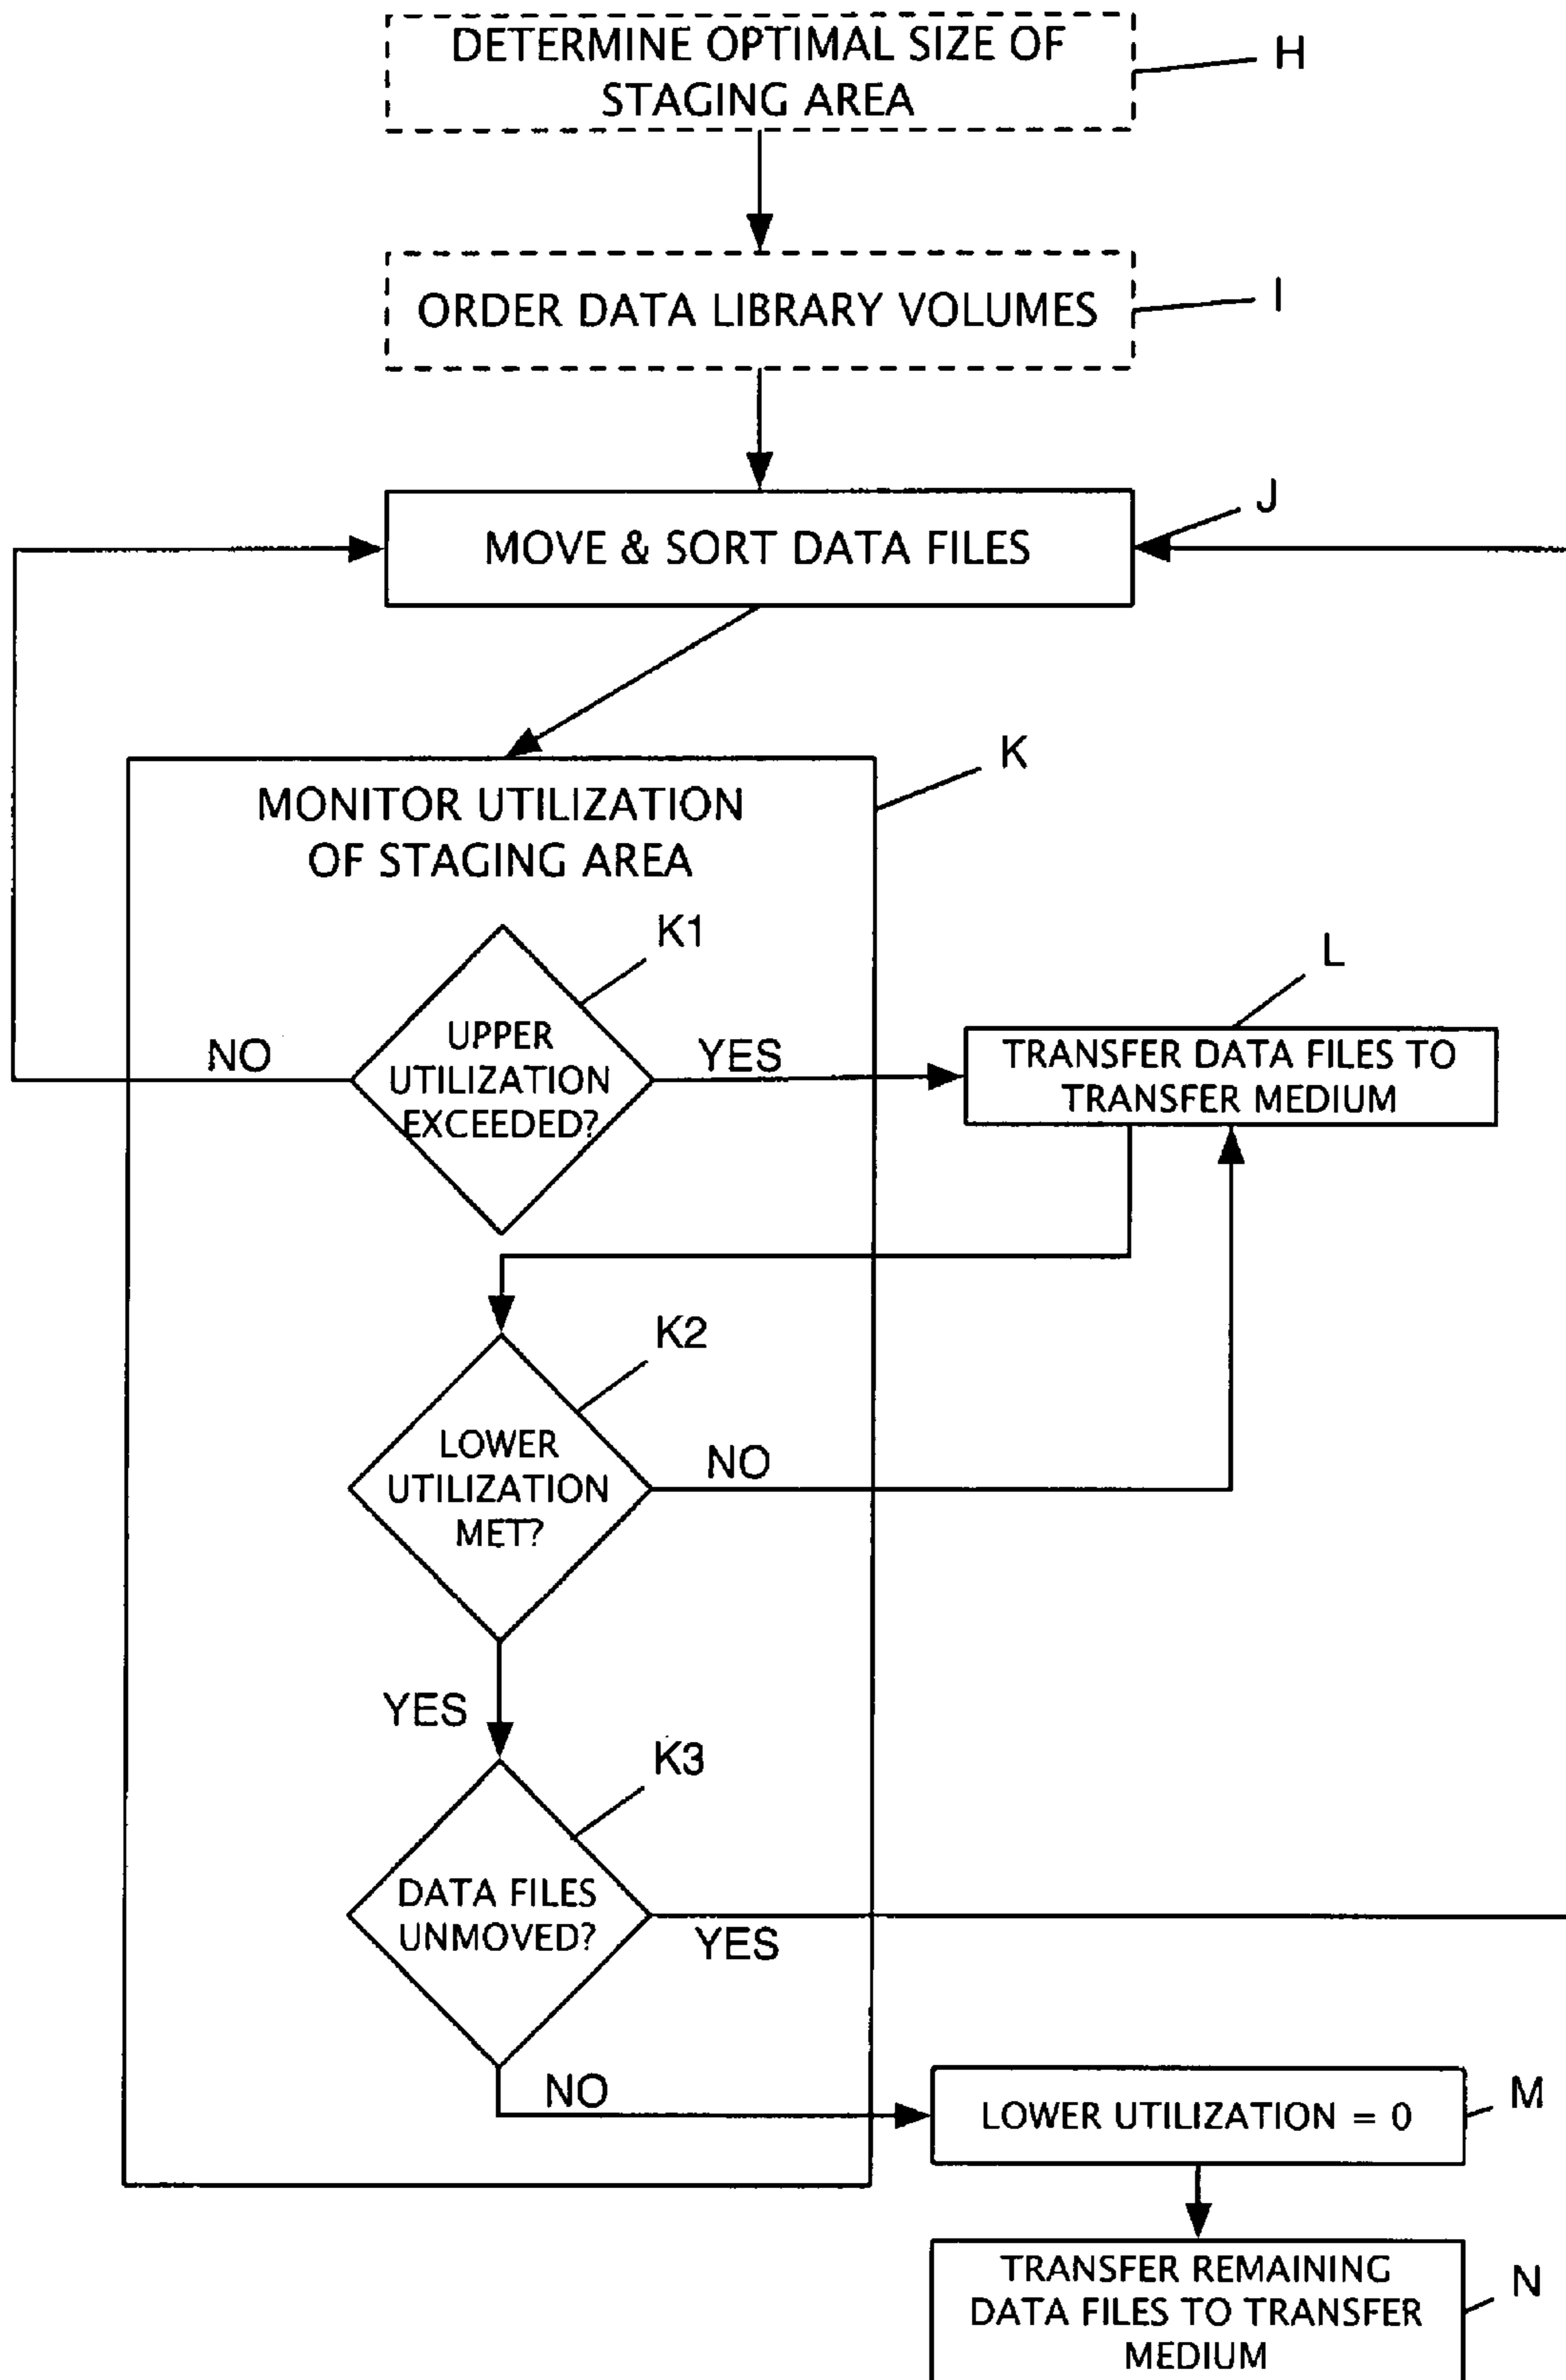 DETERMINE OPTIMAL SIZE OF
STAGING AREA
H
ORDER DATA LIBRARY VOLUMES
I
J
MOVE & SORT DATA FILES
K
MONITOR UTILIZATION
OF STAGING AREA
K1
UPPER
UTILIZATION
EXCEEDED?
NO
YES
L
TRANSFER DATA FILES TO
TRANSFER MEDIUM
K2
LOWER
UTILIZATION
MET?
NO
YES
K3
DATA FILES
UNMOVED?
YES
NO
LOWER UTILIZATION = 0
M
TRANSFER REMAINING
DATA FILES TO TRANSFER
MEDIUM
N